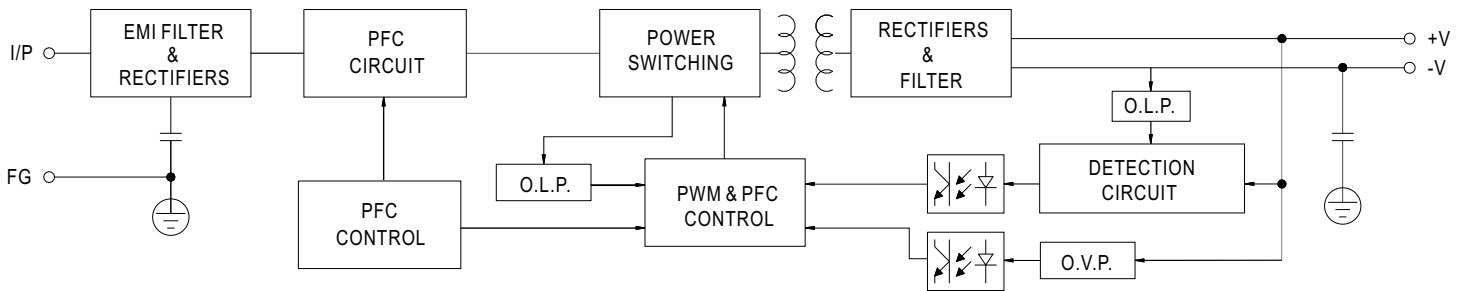 I/P
EMI FILTER
&
RECTIFIERS
PFC
CIRCUIT
POWER
SWITCHING
RECTIFIERS
&
FILTER
+V
-V
O.L.P.
FG
O.L.P.
PFC
CONTROL
PWM & PFC
CONTROL
DETECTION
CIRCUIT
O.V.P.